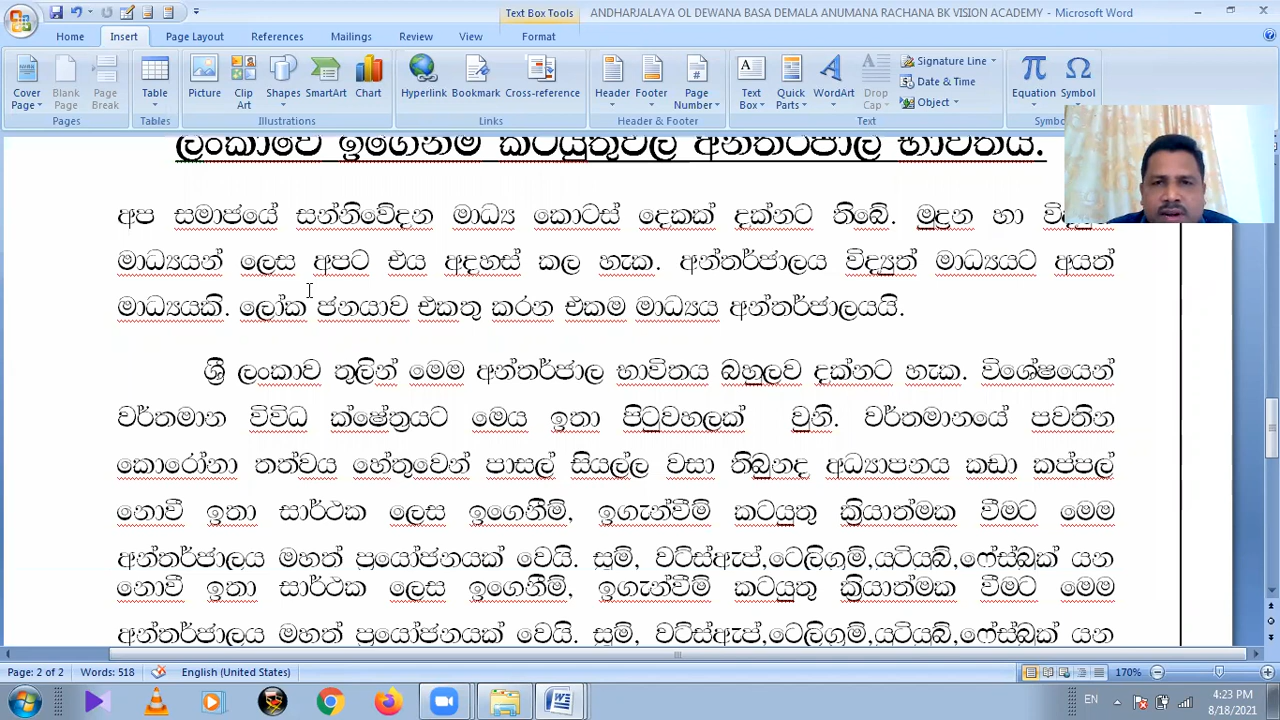 ANDHARJALAYA OL DEWANA BASA DEMALA ANUMANA RACHANA BK VISION ACADEMY - Microsoft Word
Text Box Tools
Home Insert Page Layout References Mailings Review View Format
Cover Page Blank Page Page Break Table Picture Clip Art Shapes SmartArt Chart Hyperlink Bookmark Cross-reference Header Footer Page Number Text Box Quick Parts WordArt Drop Cap Signature Line Date & Time Object Equation Symbol
Pages Tables Illustrations Links Header & Footer Text
ලංකාවේ ඉගෙනීම් කටයුතුවල අන්තර්ජාල භාවිතය.
අප සමාජයේ සන්නිවේදන මාධ්‍ය කොටස් දෙකක් දක්නට තිබේ. මුද්‍රන හා
මාධ්‍යයන් ලෙස අපට එය අදහස් කල හැක. අන්තර්ජාලය විද්‍යුත් මාධ්‍යයට අයත්
මාධ්‍යයකි. ලෝක ජනයාව එකතු කරන එකම මාධ්‍ය අන්තර්ජාලයයි.
ශ්‍රී ලංකාව තුලින් මෙම අන්තර්ජාල භාවිතය බහුලව දක්නට හැක. විශේෂයෙන්
වර්තමාන විවිධ ක්ෂේත්‍රයට මෙය ඉතා පිටුවහලක් වුනි. වර්තමානයේ පවතින
කොරෝනා තත්වය හේතුවෙන් පාසල් සියල්ල වසා තිබුනද අධ්‍යාපනය කඩා කප්පල්
නොවී ඉතා සාර්ථක ලෙස ඉගෙනීම්, ඉගැන්වීම් කටයුතු ක්‍රියාත්මක වීමට මෙම
අන්තර්ජාලය මහත් ප්‍රයෝජනයක් වෙයි. සූම්, වට්ස්ඇප්,ටෙලිග්‍රම්,යුටියුබ්,ෆේස්බුක් යන
නොවී ඉතා සාර්ථක ලෙස ඉගෙනීම්, ඉගැන්වීම් කටයුතු ක්‍රියාත්මක වීමට මෙම
අන්තර්ජාලය මහත් ප්‍රයෝජනයක් වෙයි. සූම්, වට්ස්ඇප්,ටෙලිග්‍රම්,යුටියුබ්,ෆේස්බුක් යන
Page: 2 of 2 Words: 518 English (United States) 170%
EN 4:23 PM
8/18/2021